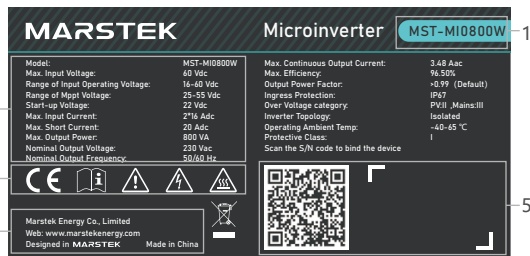 MARSTEK
Microinverter
MST-MI0800W
1
Model: MST-MI0800W
Max. Input Voltage: 60 Vdc
Range of Input Operating Voltage: 16-60 Vdc
Range of Mppt Voltage: 25-55 Vdc
Start-up Voltage: 22 Vdc
Max. Input Current: 2*16 Adc
Max. Short Current: 20 Adc
Max. Output Power: 800 VA
Nominal Output Voltage: 230 Vac
Nominal Output Frequency: 50/60 Hz
Max. Continuous Output Current: 3.48 Aac
Max. Efficiency: 96.50%
Output Power Factor: >0.99 (Default)
Ingress Protection: IP67
Over Voltage category: PV:II ,Mains:III
Inverter Topology: Isolated
Operating Ambient Temp: -40-65 ℃
Protective Class: I
Scan the S/N code to bind the device
CE
5
Marstek Energy Co., Limited
Web: www.marstekenergy.com
Designed in MARSTEK Made in China